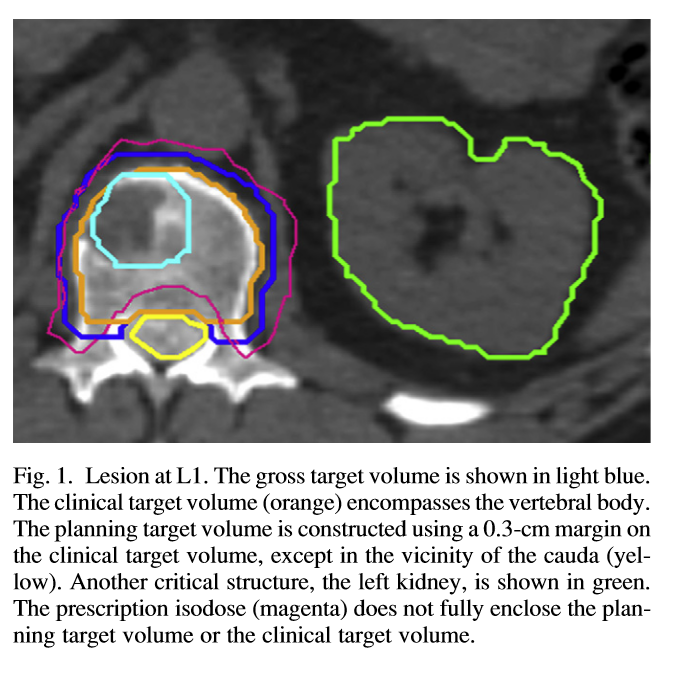 Fig. 1. Lesion at L1. The gross target volume is shown in light blue.
The clinical target volume (orange) encompasses the vertebral body.
The planning target volume is constructed using a 0.3-cm margin on
the clinical target volume, except in the vicinity of the cauda (yel-
low). Another critical structure, the left kidney, is shown in green.
The prescription isodose (magenta) does not fully enclose the plan-
ning target volume or the clinical target volume.